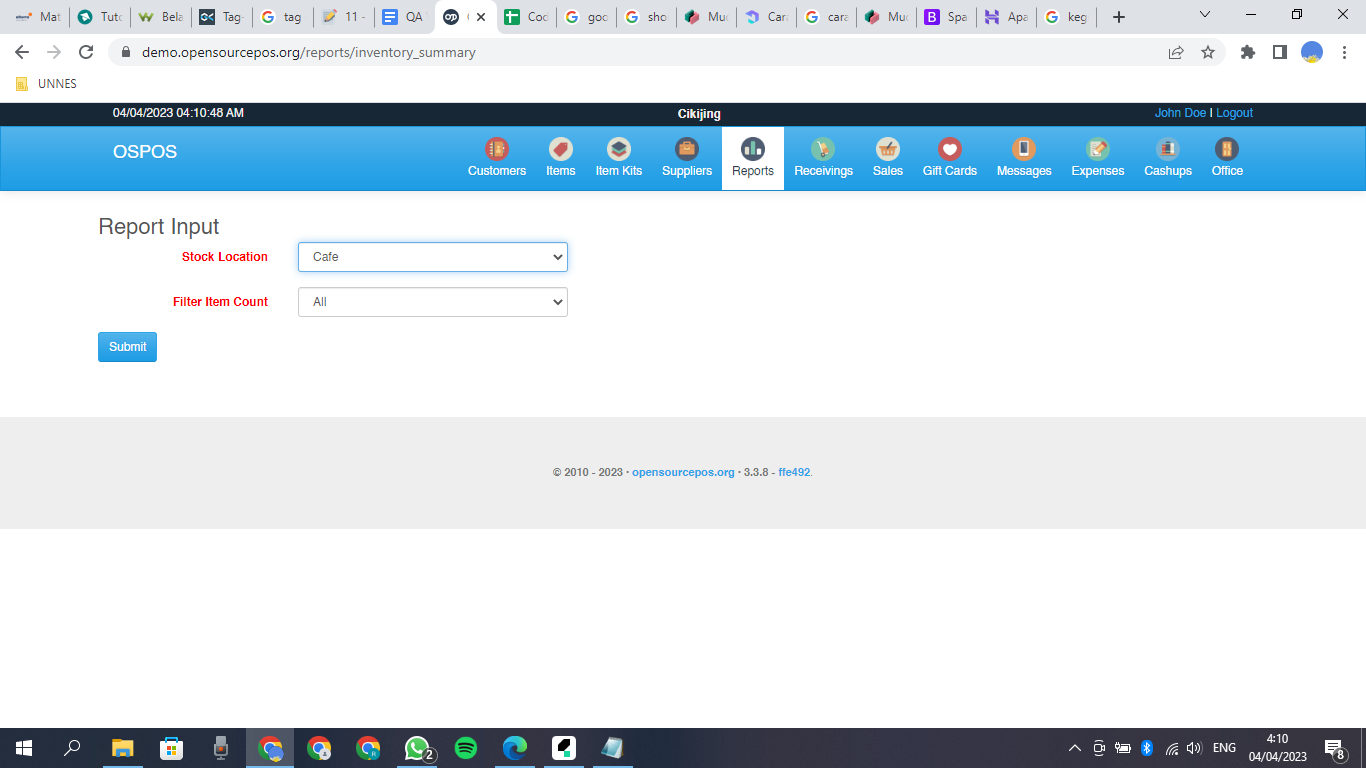 Mat
Tuto
Bela
Tag-
tag
11 -
QA
Cod
goo
sho
Muc
Cara
cara
Muc
Spa
Apa
keg
demo.opensourcepos.org/reports/inventory_summary
UNNES
04/04/2023 04:10:48 AM
Cikijing
John Doe | Logout
OSPOS
Customers
Items
Item Kits
Suppliers
Reports
Receivings
Sales
Gift Cards
Messages
Expenses
Cashups
Office
Report Input
Stock Location
Cafe
Filter Item Count
All
Submit
© 2010 - 2023 · opensourcepos.org · 3.3.8 - ffe492.
2
ENG
4:10
04/04/2023
8